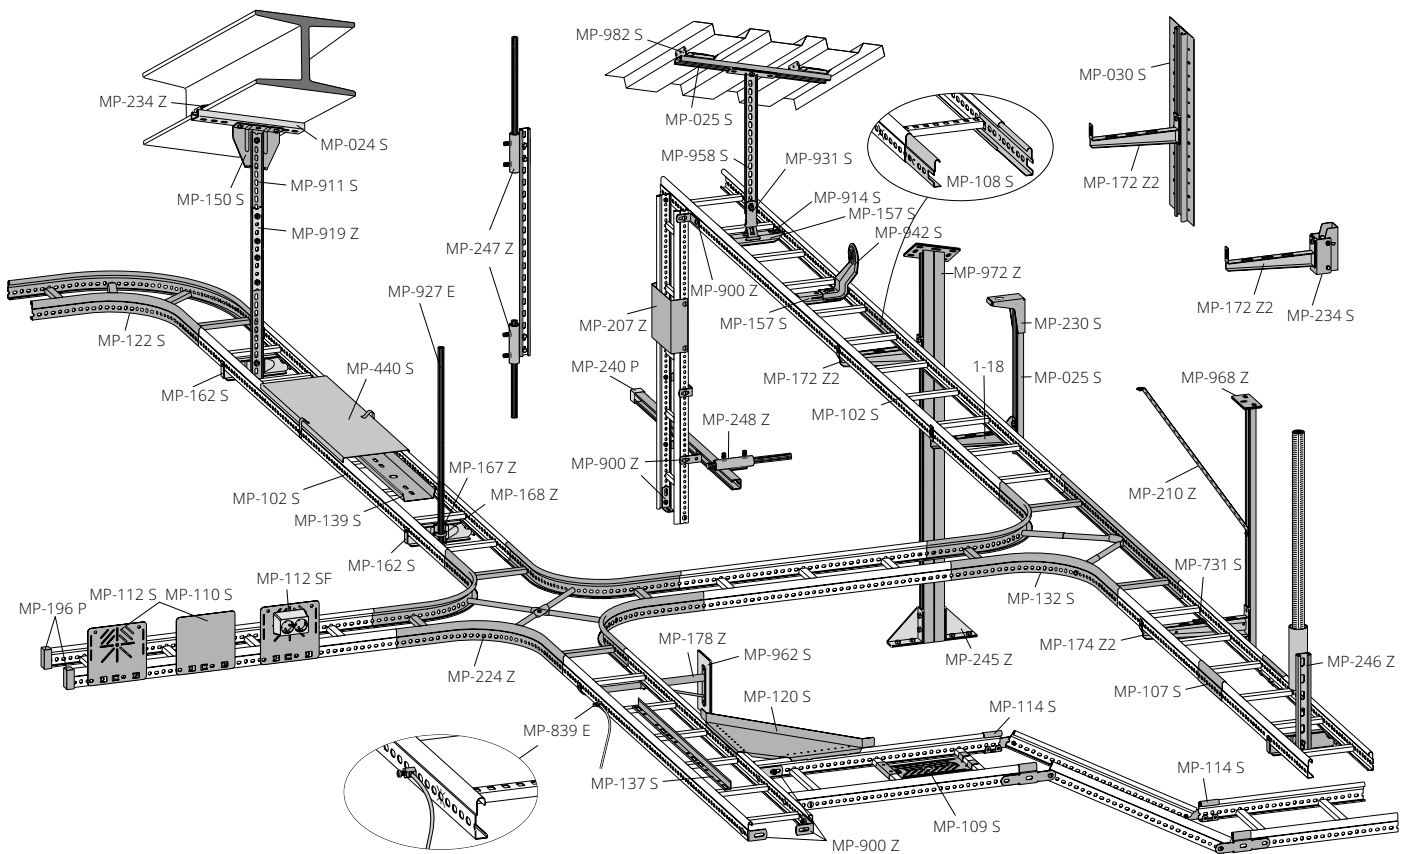 MP-982 S
MP-030 S
MP-234 Z
MP-024 S
MP-025 S
MP-958 S
MP-931 S
MP-108 S
MP-172 Z2
MP-150 S
MP-911 S
MP-914 S
MP-157 S
MP-919 Z
MP-942 S
MP-247 Z
MP-972 Z
MP-927 E
MP-900 Z
MP-172 Z2
MP-234 S
MP-207 Z
MP-157 S
MP-230 S
MP-122 S
MP-440 S
MP-240 P
MP-172 Z2
1-18
MP-025 S
MP-968 Z
MP-162 S
MP-102 S
MP-248 Z
MP-167 Z
MP-900 Z
MP-168 Z
MP-102 S
MP-139 S
MP-210 Z
MP-162 S
MP-112 SF
MP-731 S
MP-196 P
MP-112 S
MP-110 S
MP-132 S
MP-178 Z
MP-174 Z2
MP-962 S
MP-245 Z
MP-246 Z
MP-224 Z
MP-107 S
MP-120 S
MP-114 S
MP-839 E
MP-114 S
MP-137 S
MP-109 S
MP-900 Z